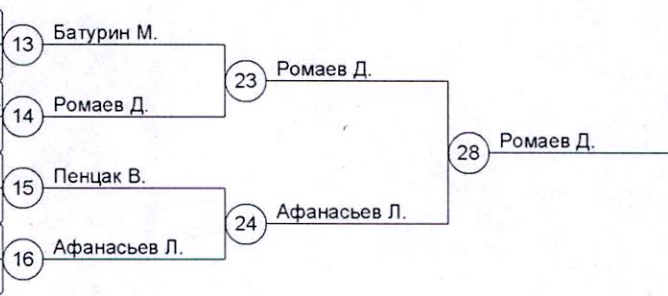 13 Батурин М.
23 Ромаев Д.
14 Ромаев Д.
28 Ромаев Д.
15 Пенцак В.
24 Афанасьев Л.
16 Афанасьев Л.